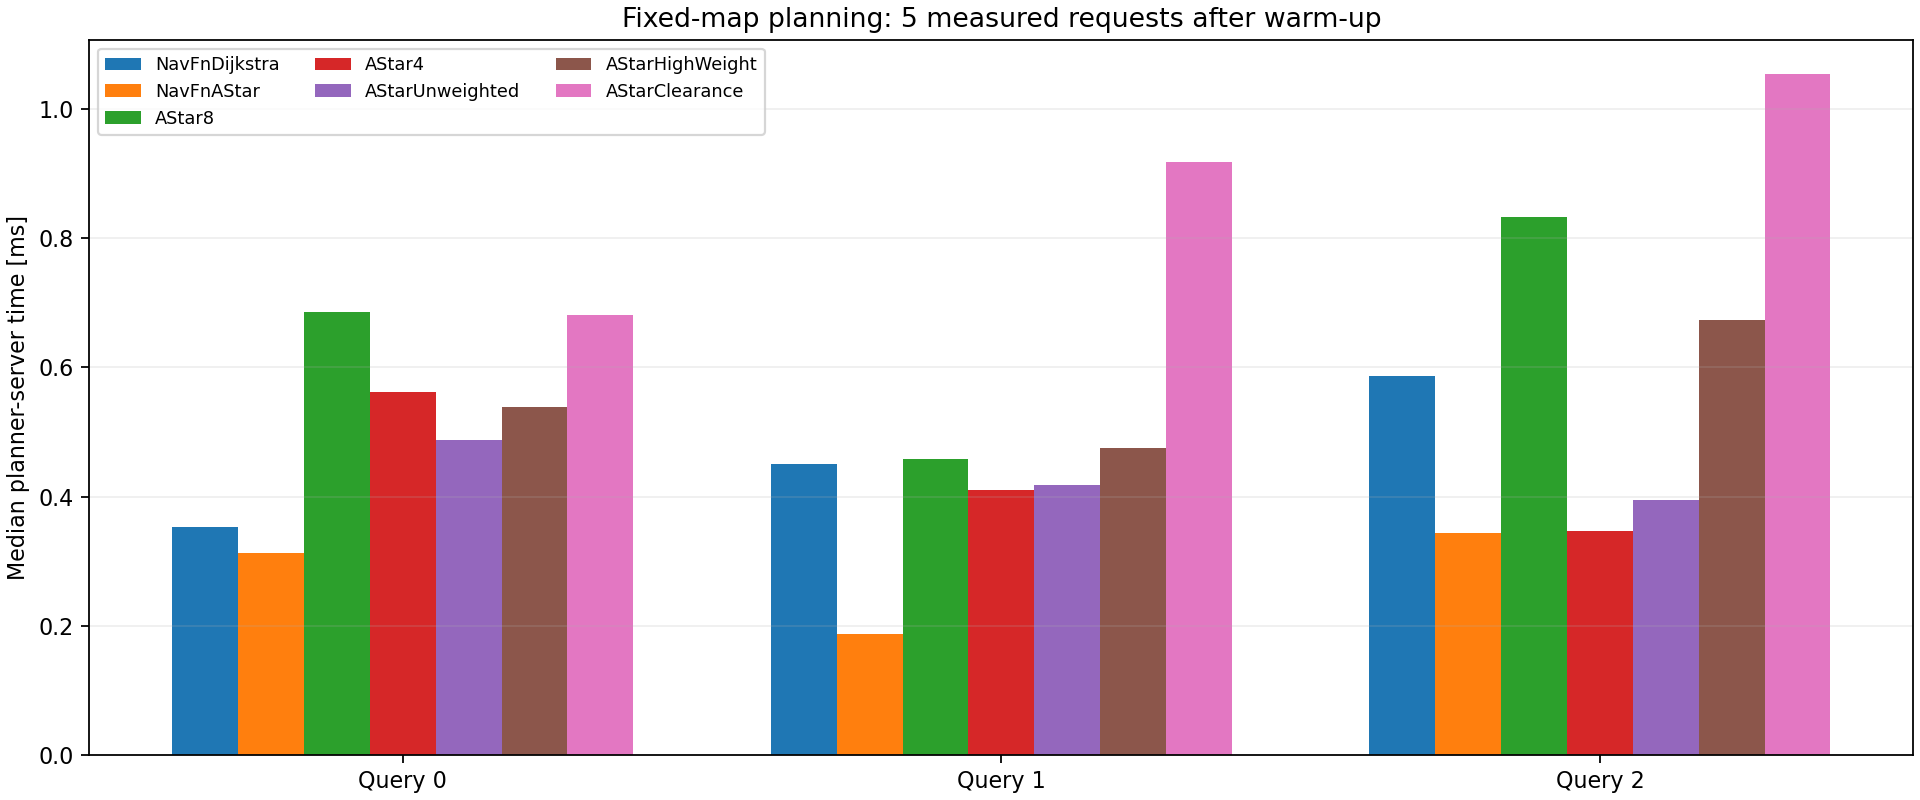 Fixed-map planning: 5 measured requests after warm-up
NavFnDijkstra
NavFnAStar
AStar8
AStar4
AStarUnweighted
AStarHighWeight
AStarClearance
Median planner-server time [ms]
1.0
0.8
0.6
0.4
0.2
0.0
Query 0
Query 1
Query 2